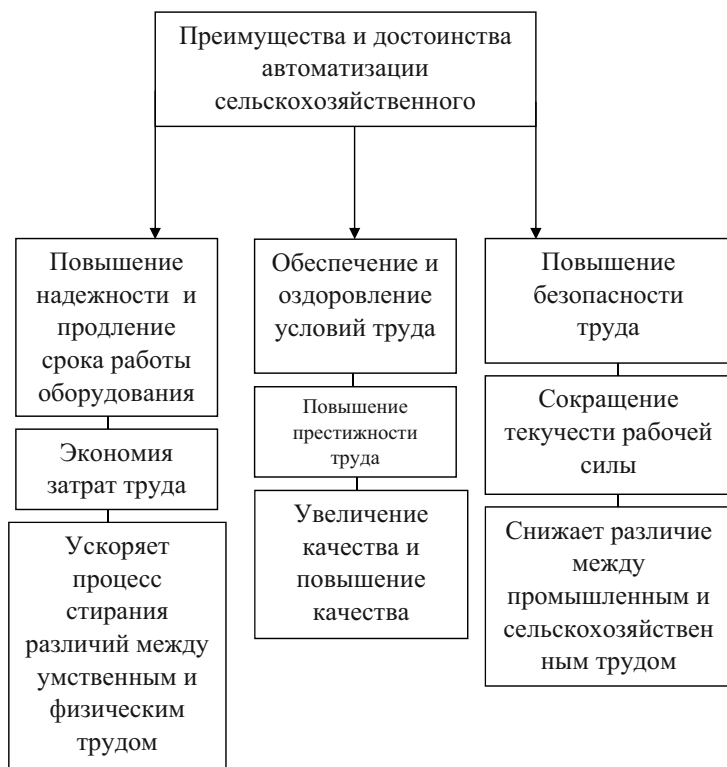 Преимущества и достоинства
автоматизации
сельскохозяйственного
Повышение
надежности и
продление
срока работы
оборудования
Экономия
затрат труда
Ускоряет
процесс
стирания
различий между
умственным и
физическим
трудом
Обеспечение и
оздоровление
условий труда
Повышение
престижности
труда
Увеличение
качества и
повышение
качества
Повышение
безопасности
труда
Сокращение
текучести рабочей
силы
Снижает различие
между
промышленным и
сельскохозяйствен
ным трудом